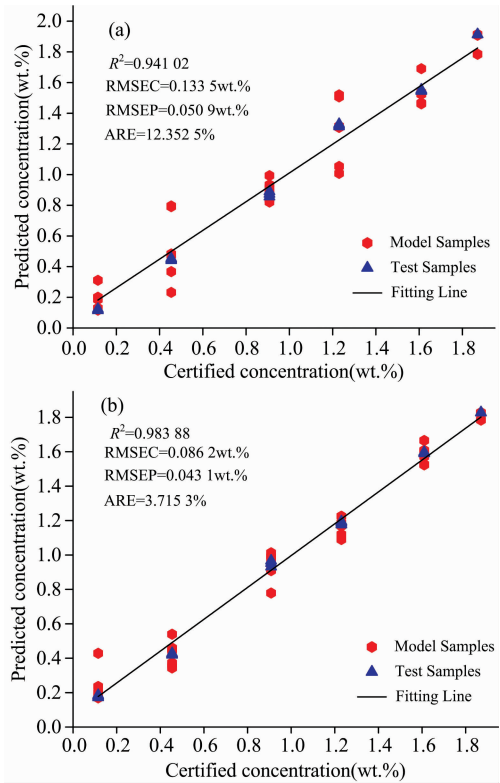 (a)
R²=0.941 02
RMSEC=0.133 5wt.%
RMSEP=0.050 9wt.%
ARE=12.352 5%
Model Samples
Test Samples
Fitting Line
Predicted concentration(wt.%)
2.0
1.8
1.6
1.4
1.2
1.0
0.8
0.6
0.4
0.2
0.0
0.0 0.2 0.4 0.6 0.8 1.0 1.2 1.4 1.6 1.8
Certified concentration(wt.%)
(b)
R²=0.983 88
RMSEC=0.086 2wt.%
RMSEP=0.043 1wt.%
ARE=3.715 3%
Model Samples
Test Samples
Fitting Line
Predicted concentration(wt.%)
1.8
1.6
1.4
1.2
1.0
0.8
0.6
0.4
0.2
0.0
0.0 0.2 0.4 0.6 0.8 1.0 1.2 1.4 1.6 1.8
Certified concentration(wt.%)